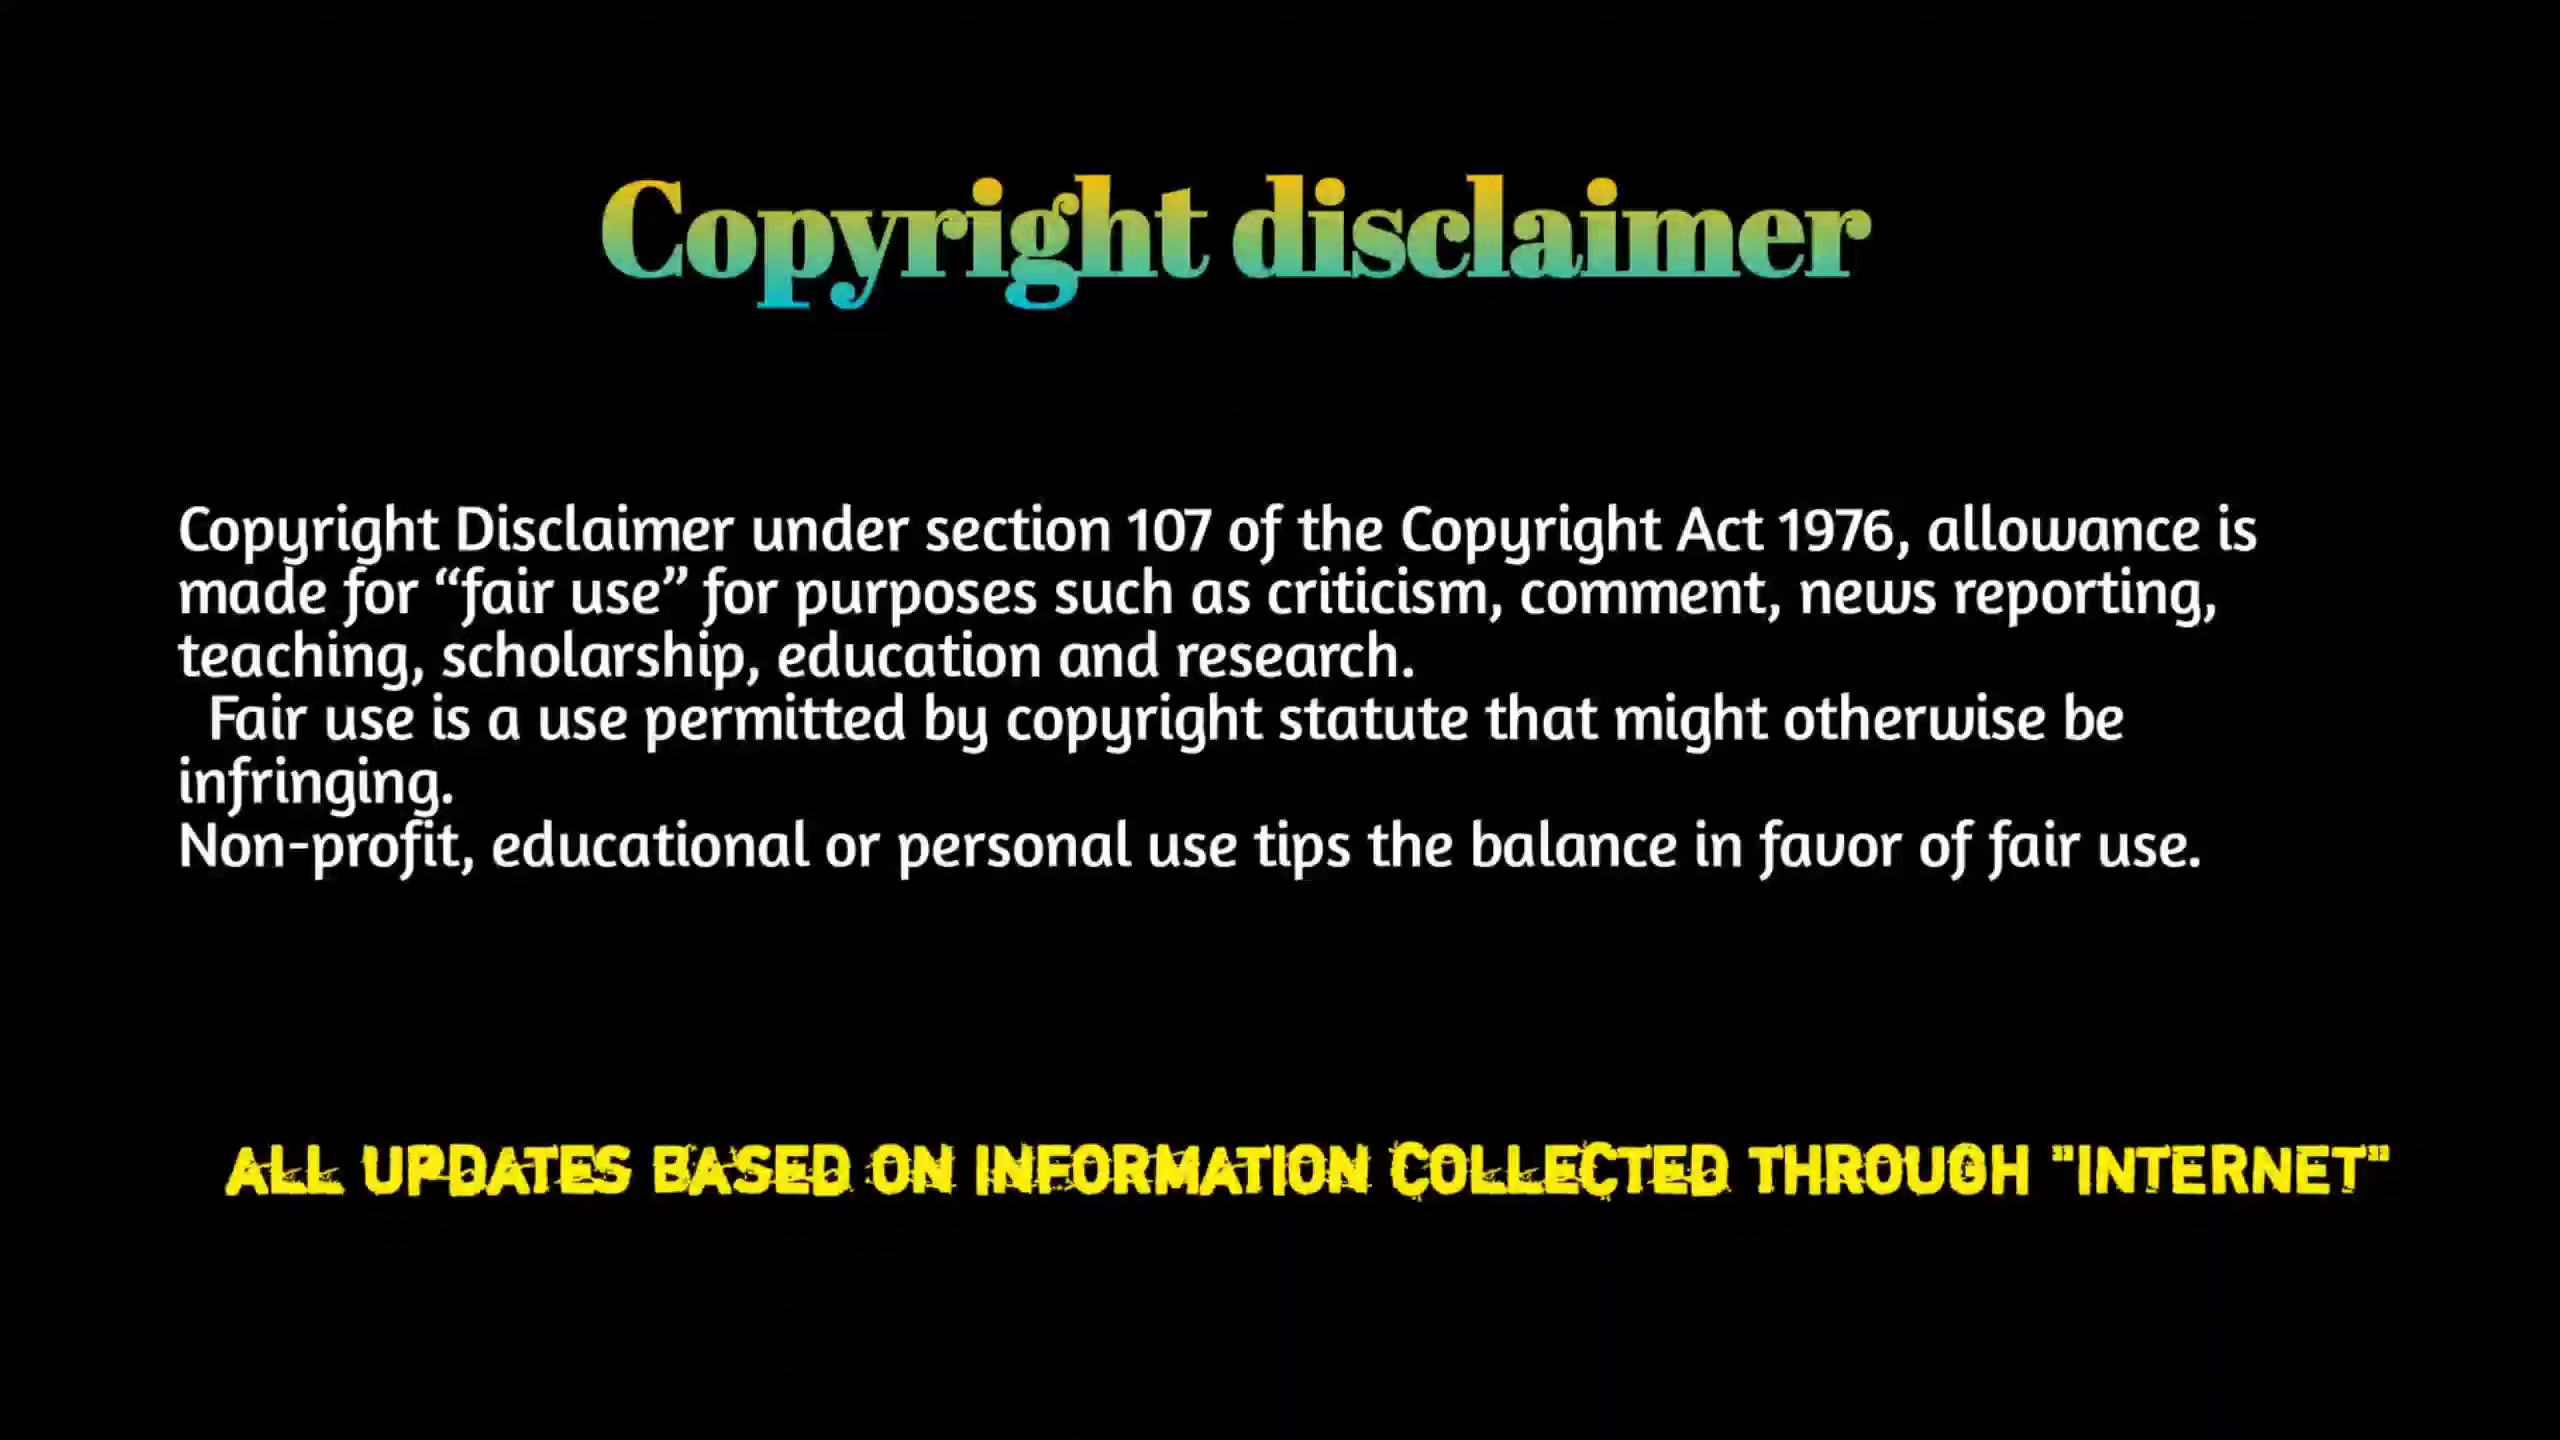 Copyright disclaimer
Copyright Disclaimer under section 107 of the Copyright Act 1976, allowance is
made for “fair use” for purposes such as criticism, comment, news reporting,
teaching, scholarship, education and research.
Fair use is a use permitted by copyright statute that might otherwise be
infringing.
Non-profit, educational or personal use tips the balance in favor of fair use.
ALL UPDATES BASED ON INFORMATION COLLECTED THROUGH "INTERNET"